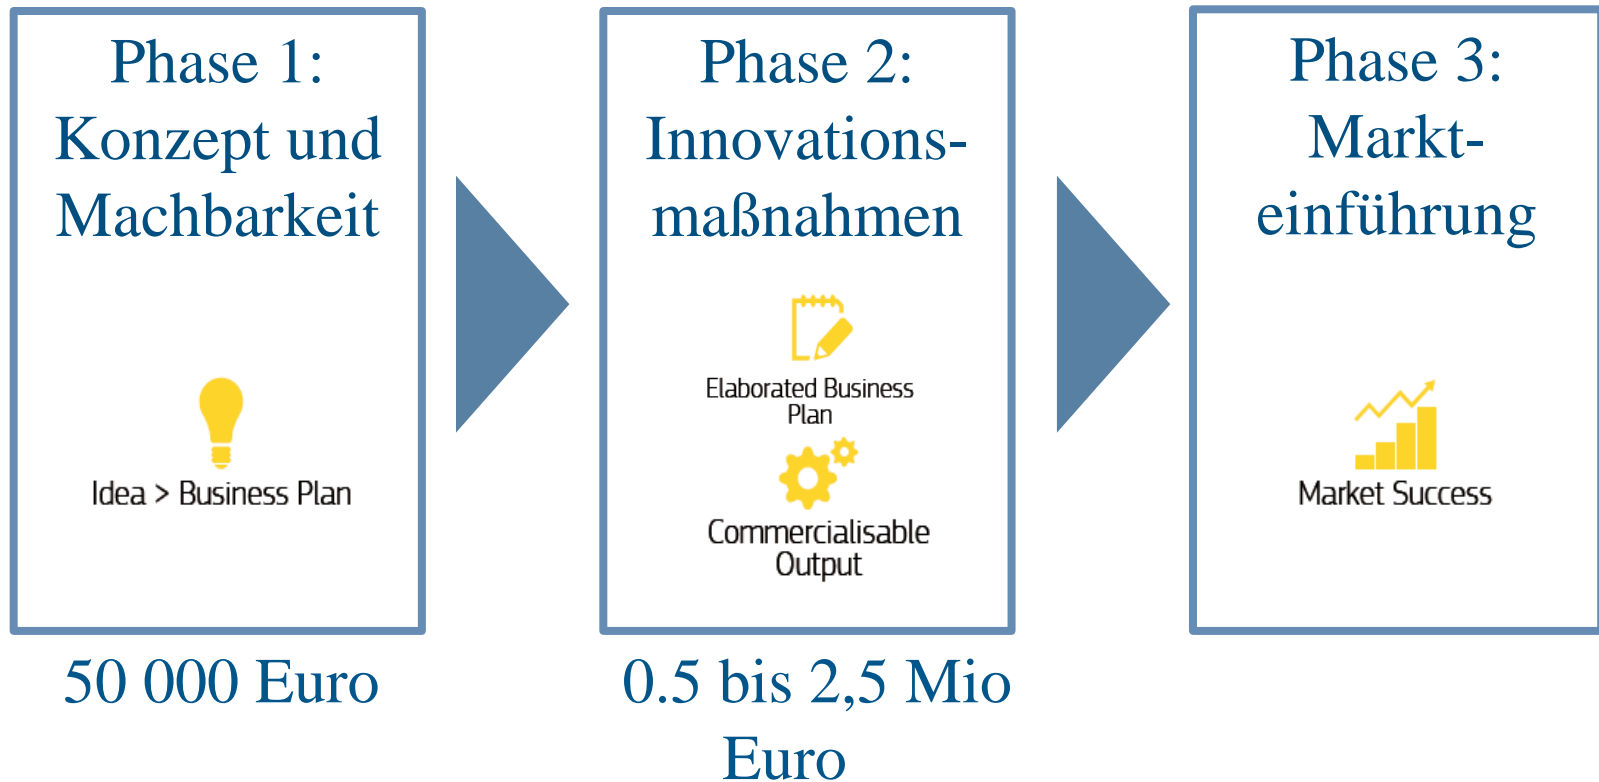 Phase 1:
Konzept und
Machbarkeit
Idea > Business Plan
50 000 Euro
Phase 2:
Innovations-
maßnahmen
Elaborated Business
Plan
Commercialisable
Output
0.5 bis 2,5 Mio
Euro
Phase 3:
Markt-
einführung
Market Success